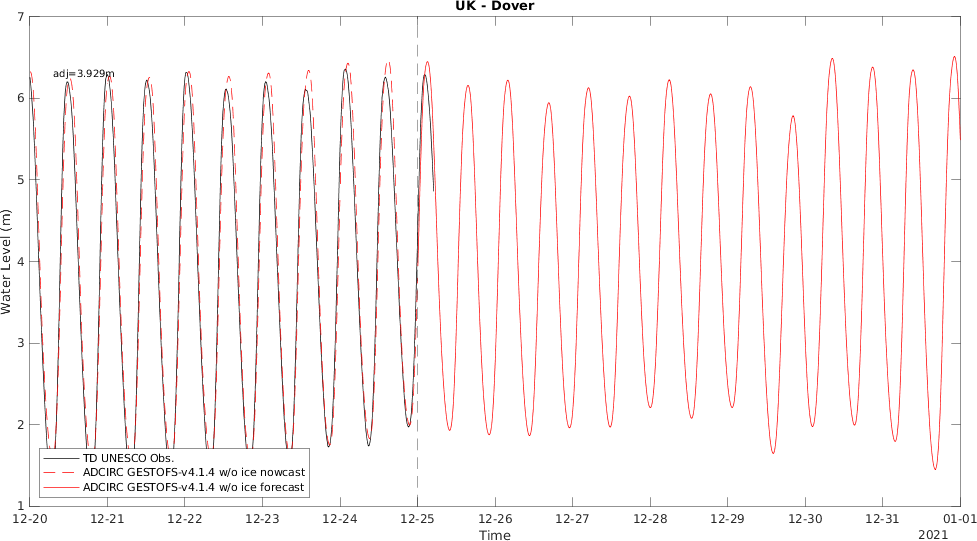 UK - Dover
7
6
5
4
3
2
1
Water Level (m)
adj=3.929m
TD UNESCO Obs.
ADCIRC GESTOFS-v4.1.4 w/o ice nowcast
ADCIRC GESTOFS-v4.1.4 w/o ice forecast
12-20 12-21 12-22 12-23 12-24 12-25 12-26 12-27 12-28 12-29 12-30 12-31 01-01
Time
2021